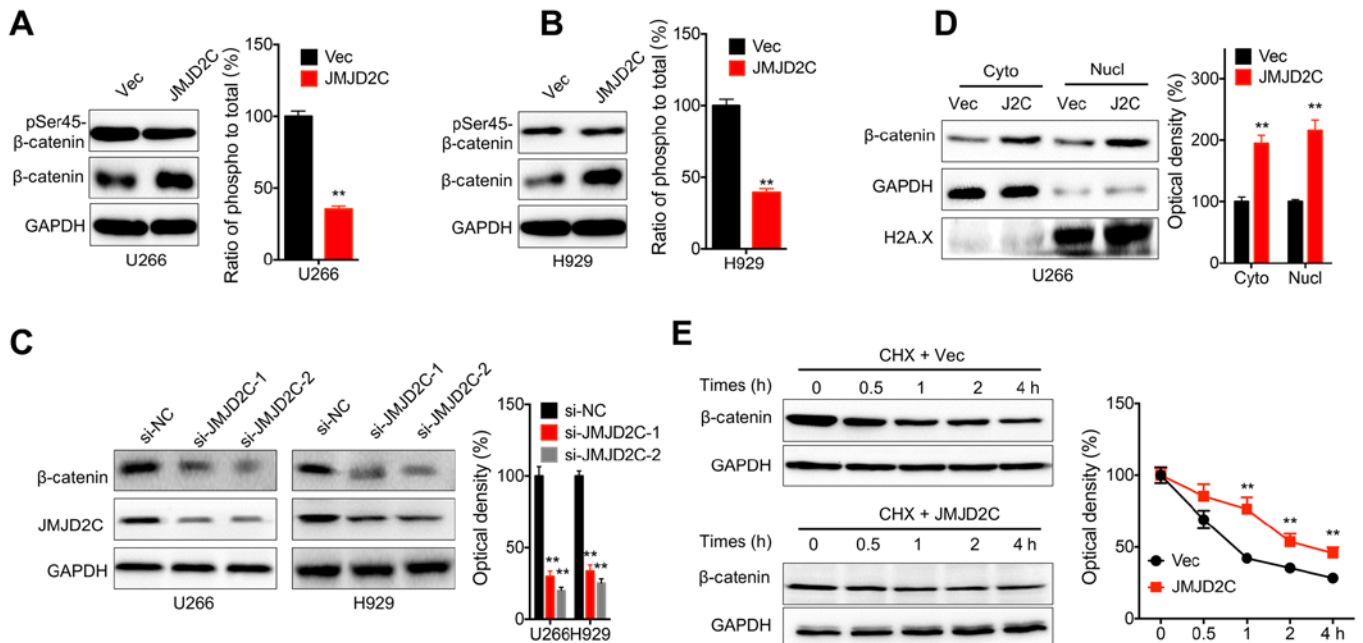 A
Vec
JMJD2C
pSer45-
β-catenin
β-catenin
GAPDH
U266
Ratio of phospho to total (%)
150
100
50
0
Vec
JMJD2C
**
U266
B
Vec
JMJD2C
pSer45-
β-catenin
β-catenin
GAPDH
H929
Ratio of phospho to total (%)
150
100
50
0
Vec
JMJD2C
**
H929
D
Cyto Nucl
Vec J2C Vec J2C
β-catenin
GAPDH
H2A.X
U266
Optical density (%)
300
200
100
0
Vec
JMJD2C
**
**
Cyto Nucl
C
si-NC
si-JMJD2C-1
si-JMJD2C-2
si-NC
si-JMJD2C-1
si-JMJD2C-2
β-catenin
JMJD2C
GAPDH
U266 H929
Optical density (%)
150
100
50
0
si-NC
si-JMJD2C-1
si-JMJD2C-2
**
**
**
**
U266 H929
E
CHX + Vec
Times (h) 0 0.5 1 2 4 h
β-catenin
GAPDH
CHX + JMJD2C
Times (h) 0 0.5 1 2 4 h
β-catenin
GAPDH
Optical density (%)
150
100
50
0
**
**
**
Vec
JMJD2C
0 0.5 1 2 4 h